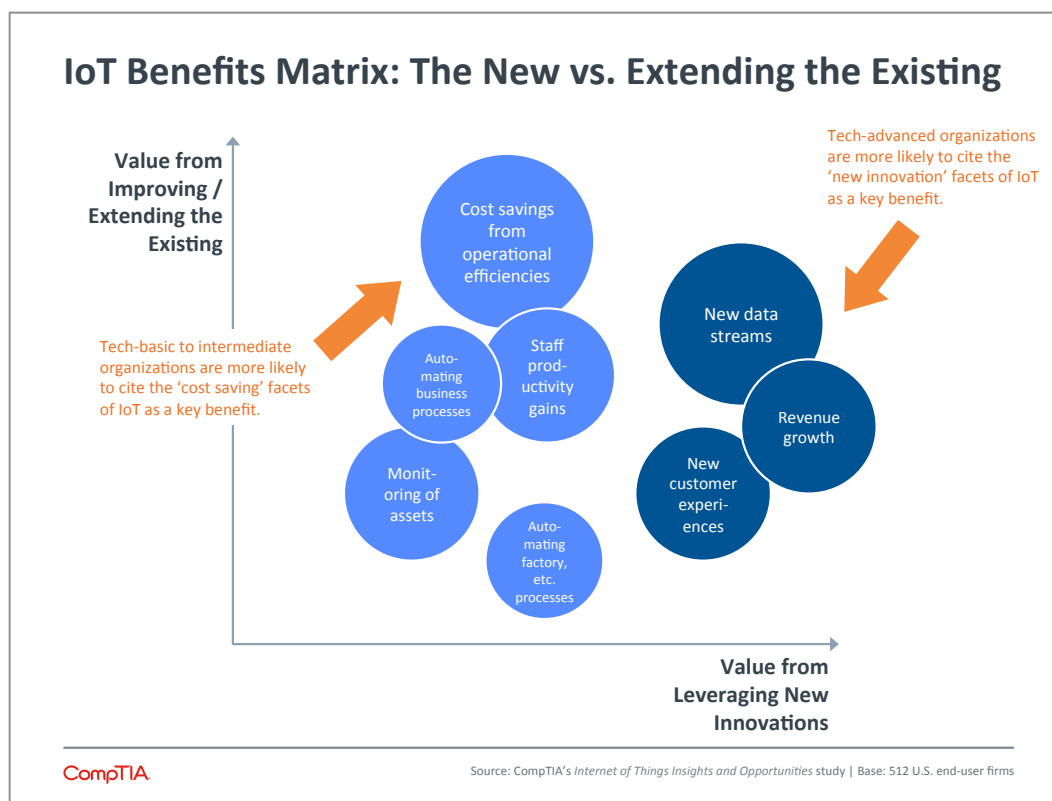 IoT Benefits Matrix: The New vs. Extending the Existing
Value from
Improving /
Extending the
Existing
Tech-advanced organizations
are more likely to cite the
‘new innovation’ facets of IoT
as a key benefit.
Cost savings
from
operational
efficiencies
New data
streams
Tech-basic to intermediate
organizations are more likely
to cite the ‘cost saving’ facets
of IoT as a key benefit.
Auto-
mating
business
processes
Staff
prod-
uctivity
gains
Revenue
growth
Monit-
oring of
assets
New
customer
experi-
ences
Auto-
mating
factory,
etc.
processes
Value from
Leveraging New
Innovations
CompTIA.
Source: CompTIA’s Internet of Things Insights and Opportunities study | Base: 512 U.S. end-user firms